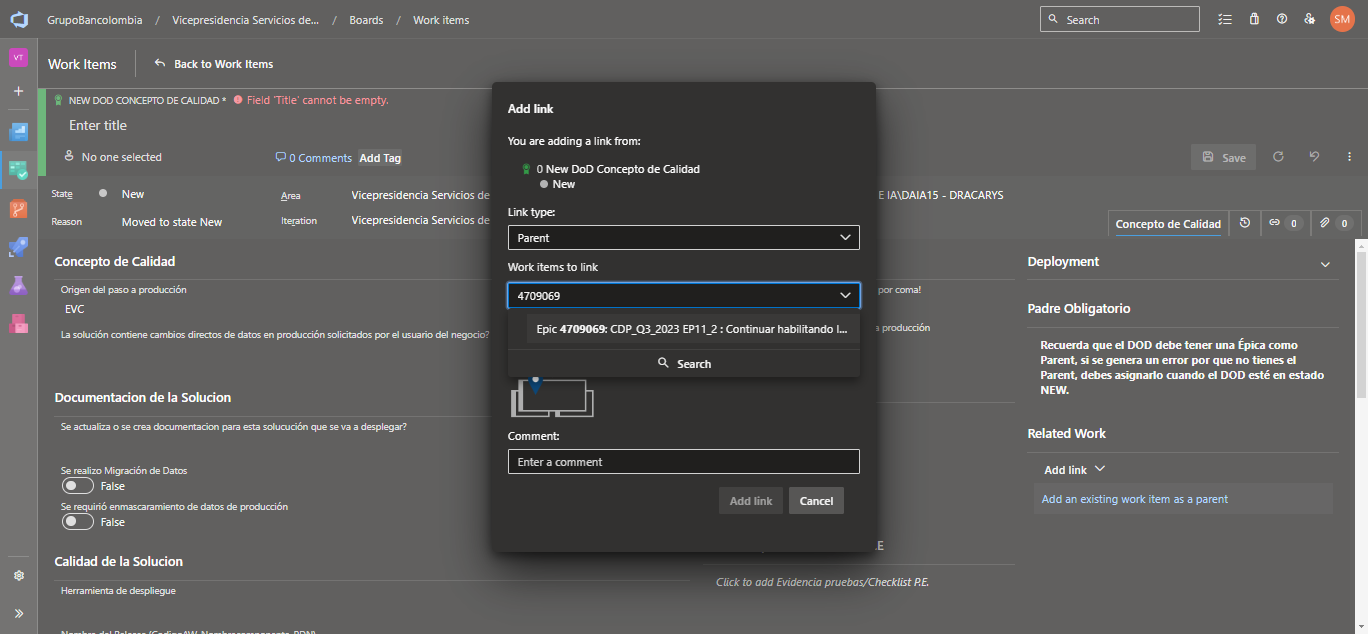 GrupoBancolombia / Vicepresidencia Servicios de... / Boards / Work items
Search
SM
VT
Work Items
Back to Work Items
NEW DOD CONCEPTO DE CALIDAD * Field 'Title' cannot be empty.
Enter title
No one selected
0 Comments
Add Tag
Save
State
New
Area
Vicepresidencia Servicios de
E IA\DAIA15 - DRACARYS
Reason
Moved to state New
Iteration
Vicepresidencia Servicios de
Concepto de Calidad
0
0
Concepto de Calidad
Origen del paso a producción
EVC
La solución contiene cambios directos de datos en producción solicitados por el usuario del negocio?
Documentacion de la Solucion
Se actualiza o se crea documentacion para esta solucución que se va a desplegar?
Se realizo Migración de Datos
False
Se requirió enmascaramiento de datos de producción
False
Calidad de la Solucion
Herramienta de despliegue
Add link
You are adding a link from:
0 New DoD Concepto de Calidad
New
Link type:
Parent
Work items to link
4709069
Epic 4709069: CDP_Q3_2023 EP11_2 : Continuar habilitando l...
Search
Comment:
Enter a comment
Add link
Cancel
por coma!
a producción
E
Click to add Evidencia pruebas/Checklist P.E.
Deployment
Padre Obligatorio
Recuerda que el DOD debe tener una Épica como
Parent, si se genera un error por que no tienes el
Parent, debes asignarlo cuando el DOD esté en estado
NEW.
Related Work
Add link
Add an existing work item as a parent